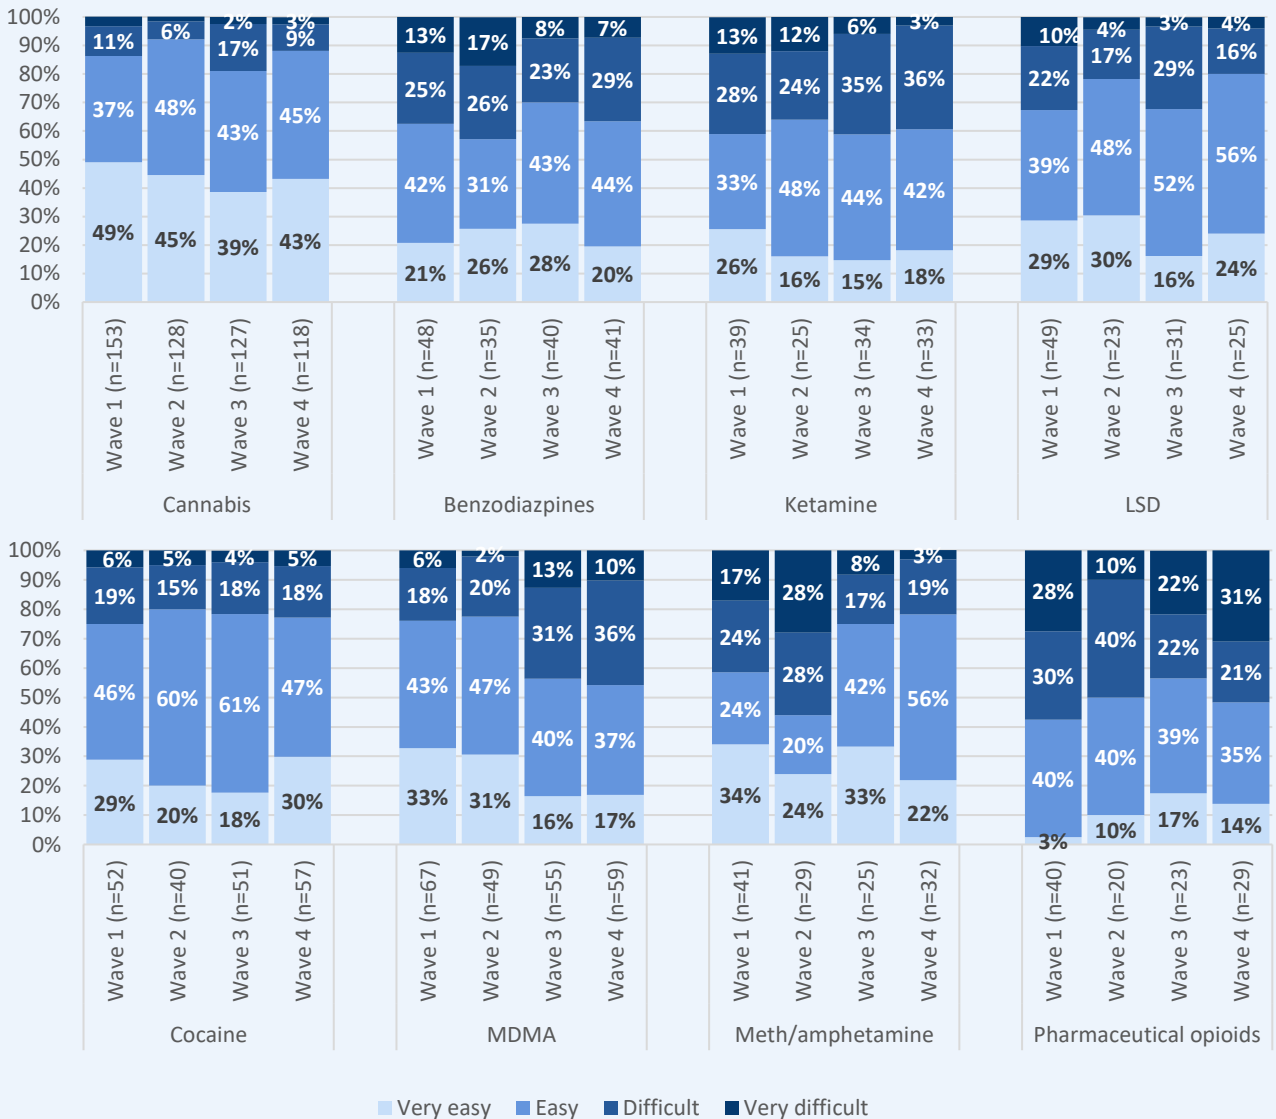 100%
90%
80%
70%
60%
50%
40%
30%
20%
10%
0%
11% 6% 2% 17% 3% 9%
37% 48% 43% 45%
49% 45% 39% 43%
13% 17% 8% 7%
25% 26% 23% 29%
42% 31% 43% 44%
21% 26% 28% 20%
13% 12% 6% 3%
28% 24% 35% 36%
33% 48% 44% 42%
26% 16% 15% 18%
10% 4% 3% 4%
22% 17% 29% 16%
39% 48% 52% 56%
29% 30% 16% 24%
Wave 1 (n=153)
Wave 2 (n=128)
Wave 3 (n=127)
Wave 4 (n=118)
Wave 1 (n=48)
Wave 2 (n=35)
Wave 3 (n=40)
Wave 4 (n=41)
Wave 1 (n=39)
Wave 2 (n=25)
Wave 3 (n=34)
Wave 4 (n=33)
Wave 1 (n=49)
Wave 2 (n=23)
Wave 3 (n=31)
Wave 4 (n=25)
Cannabis Benzodiazpines Ketamine LSD
100%
90%
80%
70%
60%
50%
40%
30%
20%
10%
0%
6% 5% 4% 5%
19% 15% 18% 18%
46% 60% 61% 47%
29% 20% 18% 30%
6% 2% 13% 10%
18% 20% 31% 36%
43% 47% 40% 37%
33% 31% 16% 17%
17% 28% 8% 3%
24% 28% 17% 19%
24% 20% 42% 56%
34% 24% 33% 22%
28% 10% 22% 31%
30% 40% 22% 21%
40% 40% 39% 35%
3% 10% 17% 14%
Wave 1 (n=52)
Wave 2 (n=40)
Wave 3 (n=51)
Wave 4 (n=57)
Wave 1 (n=67)
Wave 2 (n=49)
Wave 3 (n=55)
Wave 4 (n=59)
Wave 1 (n=41)
Wave 2 (n=29)
Wave 3 (n=25)
Wave 4 (n=32)
Wave 1 (n=40)
Wave 2 (n=20)
Wave 3 (n=23)
Wave 4 (n=29)
Cocaine MDMA Meth/amphetamine Pharmaceutical opioids
Very easy Easy Difficult Very difficult